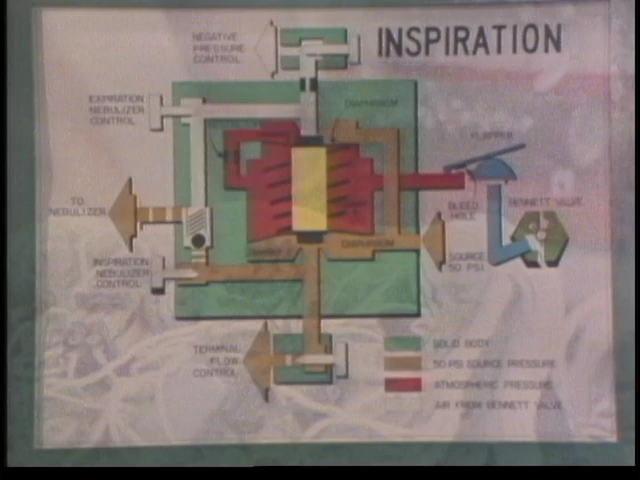 INSPIRATION
NEGATIVE
PRESSURE
CONTROL
EXPIRATION
NEBULIZER
CONTROL
DIAPHRAGM
FLAPPER
TO
NEBULIZER
BLEED
HOLE
BENNETT VALVE
DIAPHRAGM
SOURCE
50 PSI
INSPIRATION
NEBULIZER
CONTROL
TERMINAL
FLOW
CONTROL
SOLID BODY
50 PSI SOURCE PRESSURE
ATMOSPHERIC PRESSURE
AIR FROM BENNETT VALVE